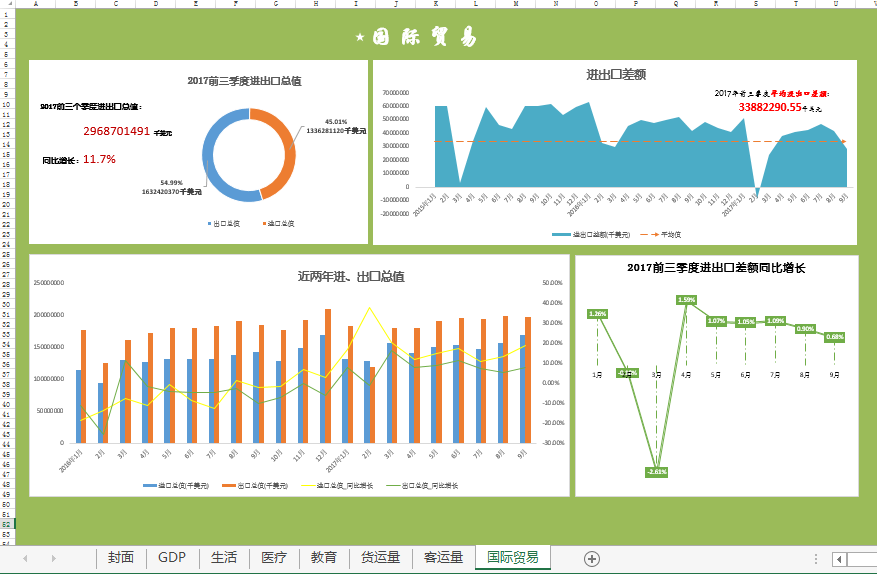 A B C D E F G H I J K L M N O P Q R S T U
★国际贸易
2017前三季度进出口总值
2017前三个季度进出口总值：
2968701491 千美元
同比增长：11.7%
45.01%
1336281120千美元
54.99%
1632420370千美元
出口总值 进口总值
进出口差额
2017年前三季度平均进出口差额：
33882290.55千美元
70000000
60000000
50000000
40000000
30000000
20000000
10000000
0
-10000000
-20000000
2015年1月 2月 3月 4月 5月 6月 7月 8月 9月 10月 11月 12月 2016年1月 2月 3月 4月 5月 6月 7月 8月 9月 10月 11月 12月 2017年1月 2月 3月 4月 5月 6月 7月 8月 9月
进出口差额(千美元) 平均值
近两年进、出口总值
250000000
200000000
150000000
100000000
50000000
0
50.00%
40.00%
30.00%
20.00%
10.00%
0.00%
-10.00%
-20.00%
-30.00%
2016年1月 2月 3月 4月 5月 6月 7月 8月 9月 10月 11月 12月 2017年1月 2月 3月 4月 5月 6月 7月 8月 9月
进口总值(千美元) 出口总值(千美元) 进口总值_同比增长 出口总值_同比增长
2017前三季度进出口差额同比增长
1.26%
1.59%
1.07%
1.05%
1.09%
0.90%
0.68%
1月 2月 3月 4月 5月 6月 7月 8月 9月
-2.61%
封面 GDP 生活 医疗 教育 货运量 客运量 国际贸易